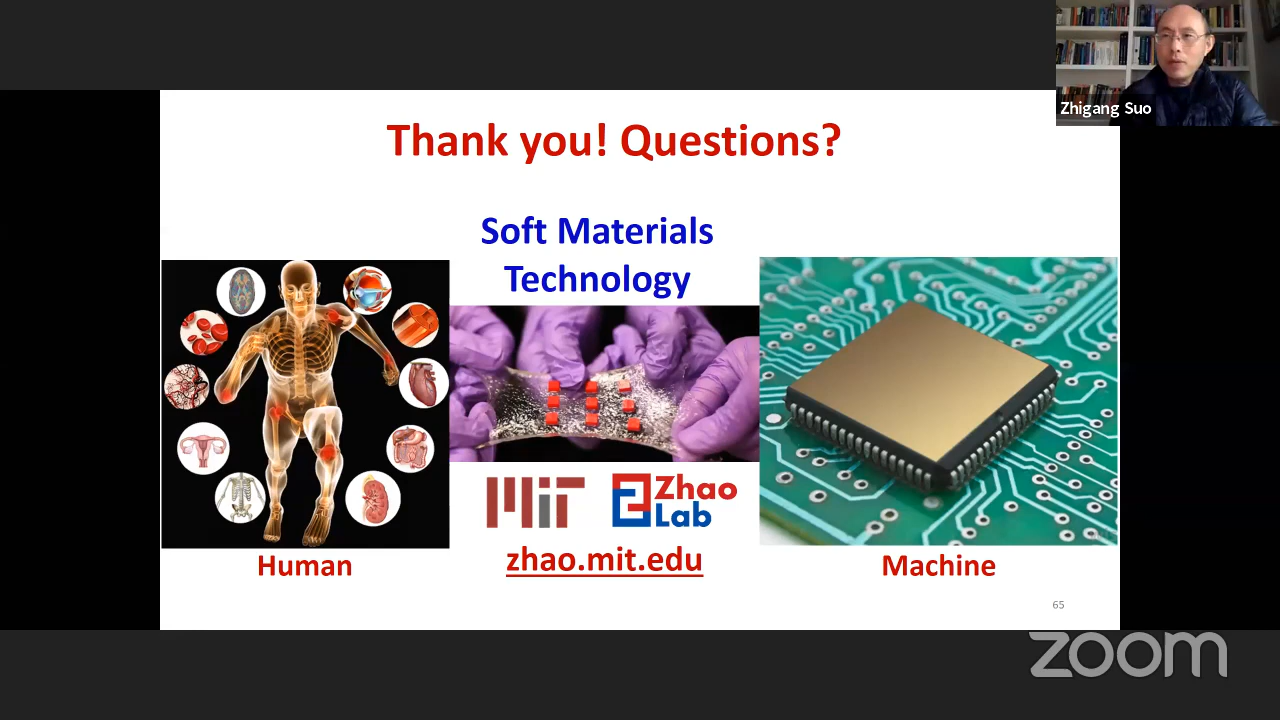 Zhigang Suo
Thank you! Questions?
Soft Materials
Technology
MIT
Zhao
Lab
zhao.mit.edu
Human
Machine
65
zoom